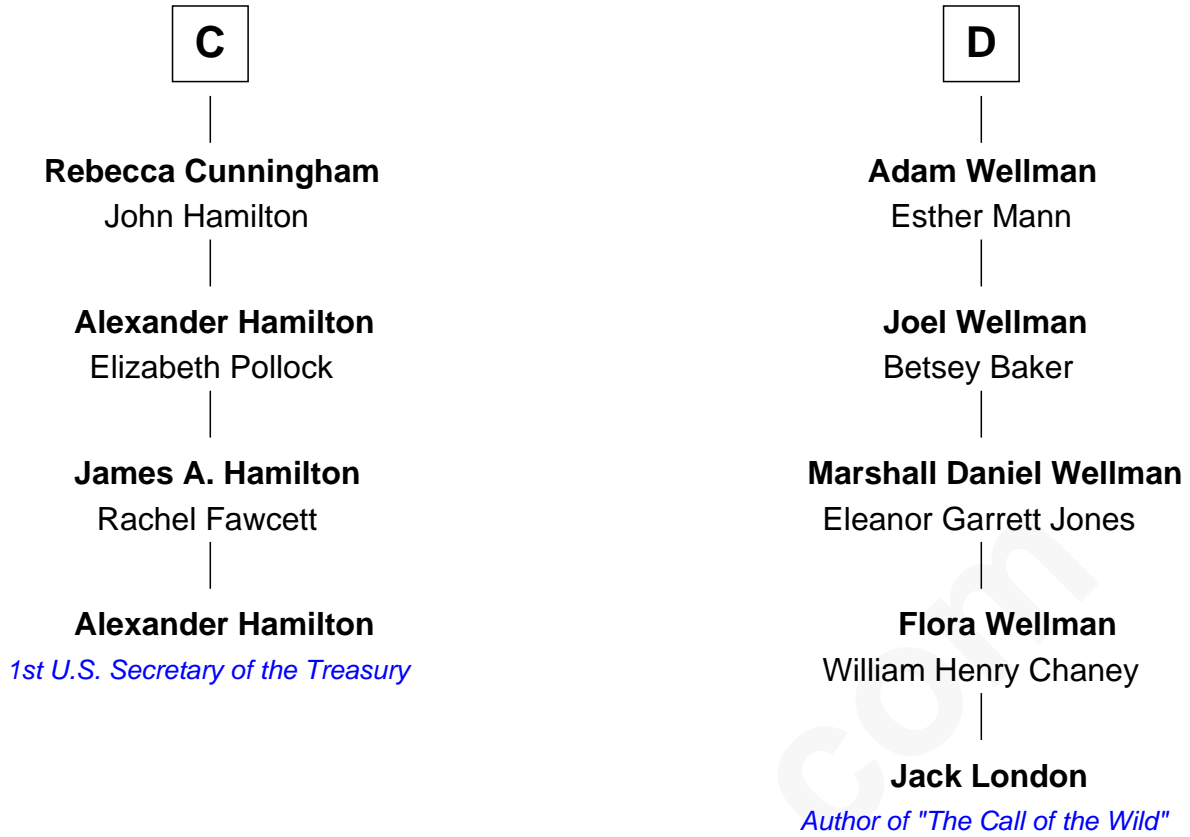 C
Rebecca Cunningham
John Hamilton
Alexander Hamilton
Elizabeth Pollock
James A. Hamilton
Rachel Fawcett
Alexander Hamilton
1st U.S. Secretary of the Treasury
D
Adam Wellman
Esther Mann
Joel Wellman
Betsey Baker
Marshall Daniel Wellman
Eleanor Garrett Jones
Flora Wellman
William Henry Chaney
Jack London
Author of "The Call of the Wild"
com